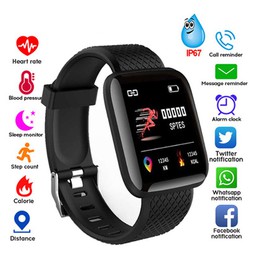 IP67
Heart rate
Blood pressure
Sleep monitor
Step count
Calorie
Distance
Call reminder
Message reminder
Alarm clock
Twitter
notification
Whatsapp
notification
Facebook
notification
00000
SPTES
KM